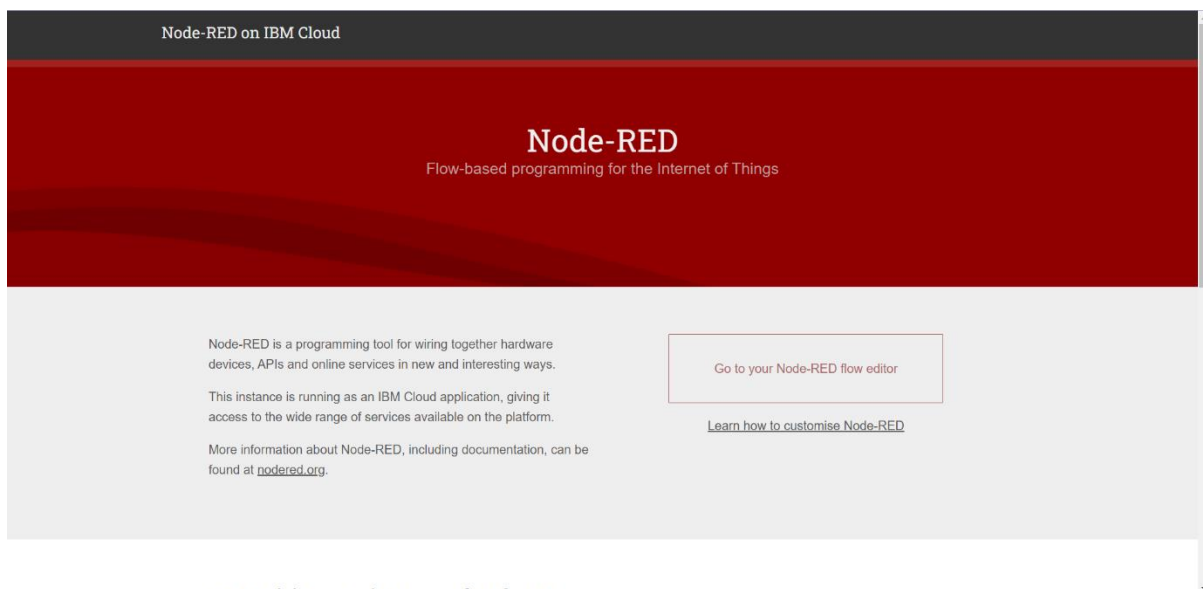 Node-RED on IBM Cloud
Node-RED
Flow-based programming for the Internet of Things
Node-RED is a programming tool for wiring together hardware
devices, APIs and online services in new and interesting ways.
This instance is running as an IBM Cloud application, giving it
access to the wide range of services available on the platform.
More information about Node-RED, including documentation, can be
found at nodered.org.
Go to your Node-RED flow editor
Learn how to customise Node-RED